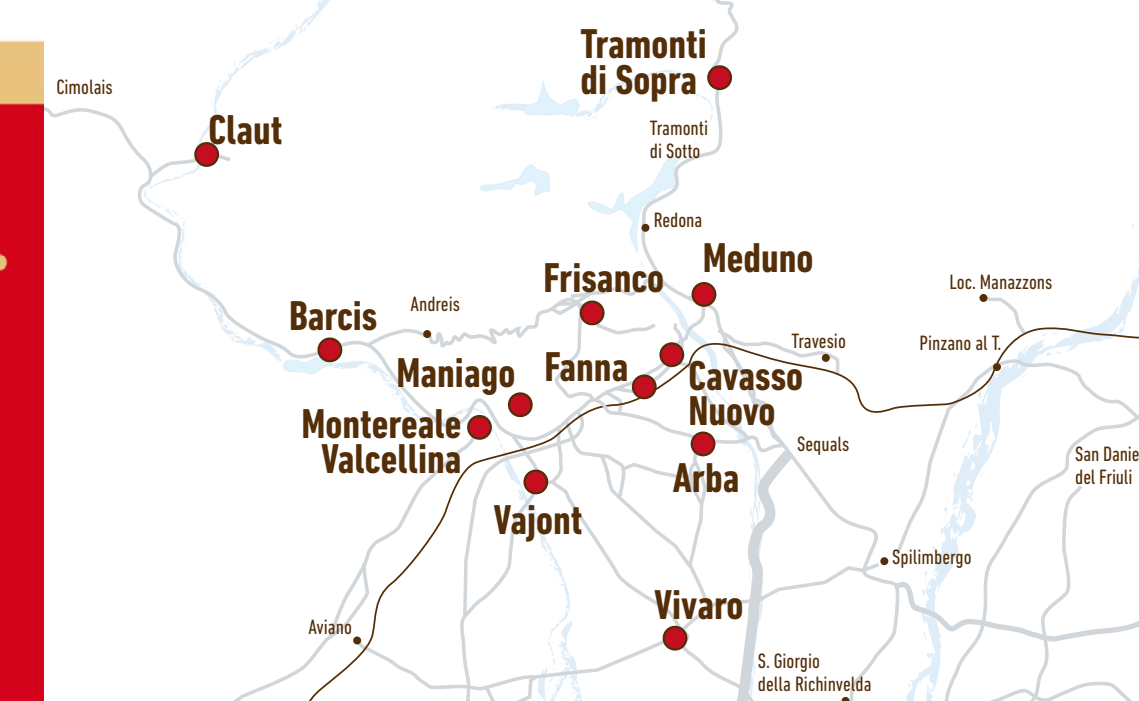 Tramonti
di Sopra
Cimolais
Claut
Tramonti
di Sotto
Redona
Meduno
Frisanco
Loc. Manazzons
Andreis
Barcis
Travesio
Pinzano al T.
Fanna
Maniago
Cavasso
Nuovo
Montereale
Valcellina
Sequals
San Danie
del Friuli
Arba
Vajont
Spilimbergo
Vivaro
Aviano
S. Giorgio
della Richinvelda